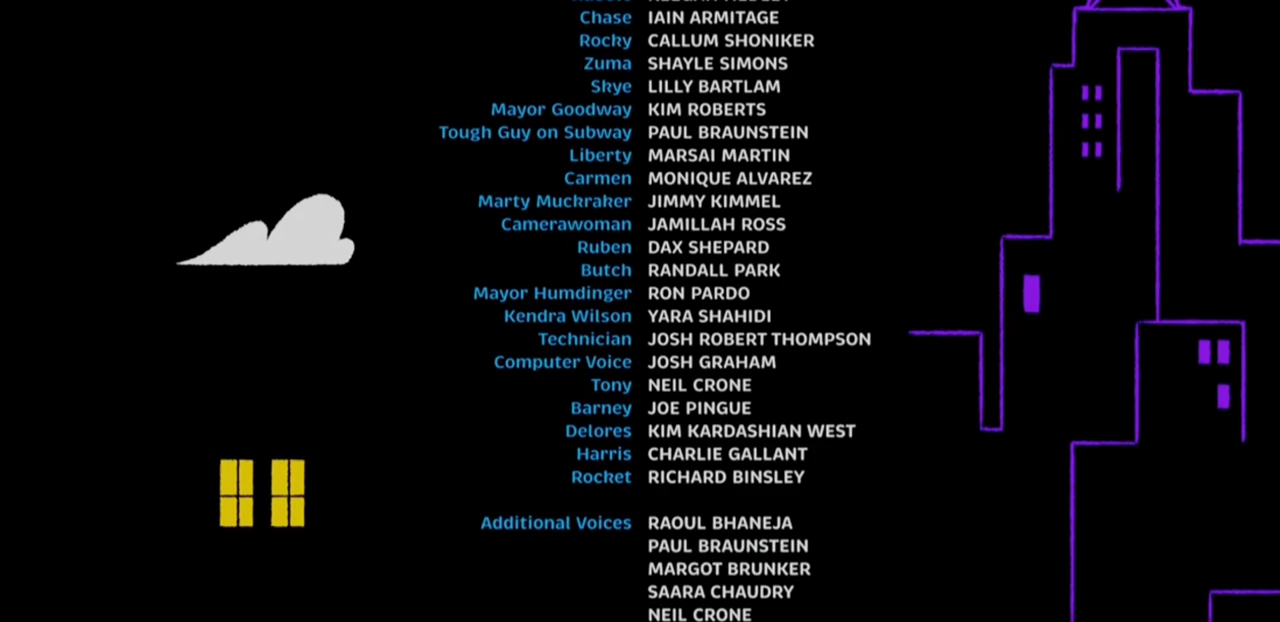 Chase IAIN ARMITAGE
Rocky CALLUM SHONIKER
Zuma SHAYLE SIMONS
Skye LILLY BARTLAM
Mayor Goodway KIM ROBERTS
Tough Guy on Subway PAUL BRAUNSTEIN
Liberty MARSAI MARTIN
Carmen MONIQUE ALVAREZ
Marty Muckraker JIMMY KIMMEL
Camerawoman JAMILLAH ROSS
Ruben DAX SHEPARD
Butch RANDALL PARK
Mayor Humdinger RON PARDO
Kendra Wilson YARA SHAHIDI
Technician JOSH ROBERT THOMPSON
Computer Voice JOSH GRAHAM
Tony NEIL CRONE
Barney JOE PINGUE
Delores KIM KARDASHIAN WEST
Harris CHARLIE GALLANT
Rocket RICHARD BINSLEY
Additional Voices RAOUL BHANEJA
PAUL BRAUNSTEIN
MARGOT BRUNKER
SAARA CHAUDRY
NEIL CRONE